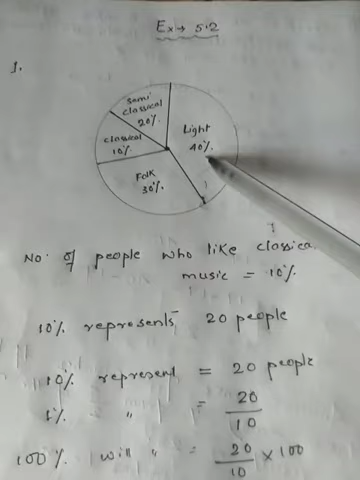 Ex → 5.2
1.
Semi
classical
20%
Light
40%.
classical
10%
Folk
30%.
No. of people who like classical
music = 10%
10% represents 20 people
10% represent = 20 people
1% " = 20/10
100% will " = 20/10 × 100